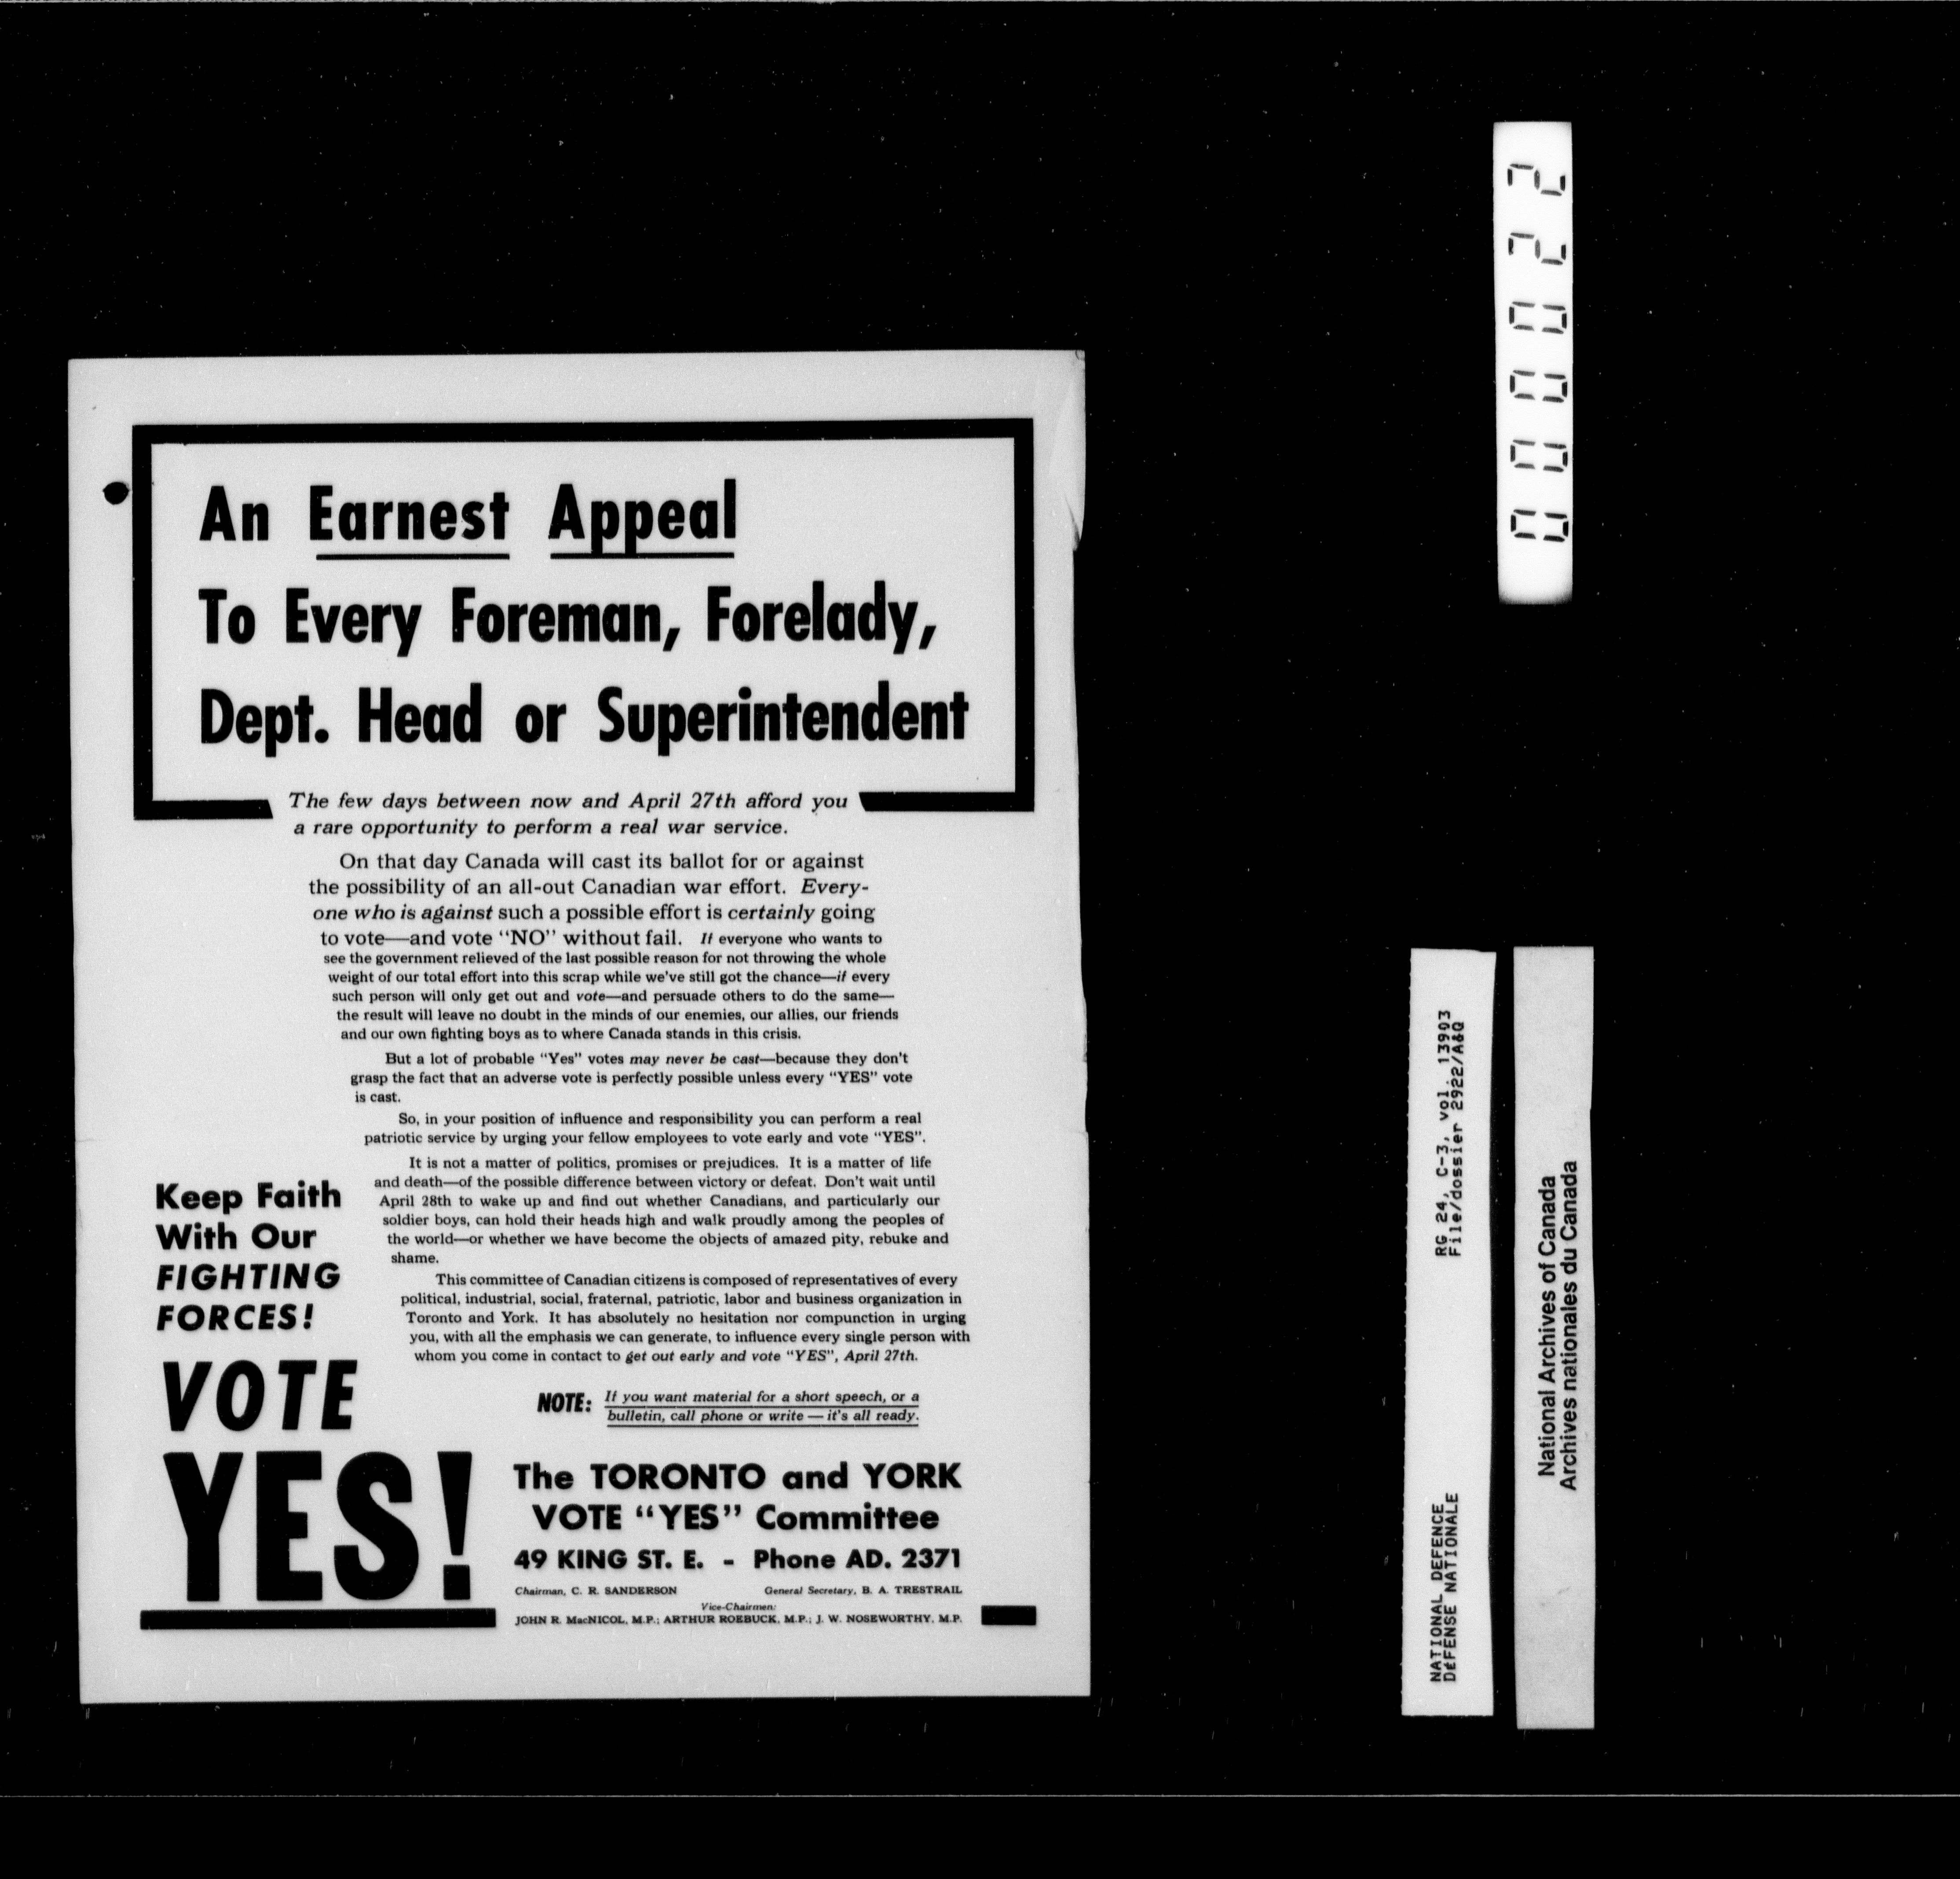 An Earnest Appeal
To Every Foreman, Forelady,
Dept. Head or Superintendent
The few days between now and April 27th afford you
a rare opportunity to perform a real war service.
On that day Canada will cast its ballot for or against
the possibility of an all-out Canadian war effort. Every-
one who is against such a possible effort is certainly going
to vote—and vote "NO" without fail. If everyone who wants to
see the government relieved of the last possible reason for not throwing the whole
weight of our total effort into this scrap while we've still got the chance—if every
such person will only get out and vote—and persuade others to do the same—
the result will leave no doubt in the minds of our enemies, our allies, our friends
and our own fighting boys as to where Canada stands in this crisis.
But a lot of probable "Yes" votes may never be cast—because they don't
grasp the fact that an adverse vote is perfectly possible unless every "YES" vote
is cast.
So, in your position of influence and responsibility you can perform a real
patriotic service by urging your fellow employees to vote early and vote "YES".
It is not a matter of politics, promises or prejudices. It is a matter of life
and death—of the possible difference between victory or defeat. Don't wait until
April 28th to wake up and find out whether Canadians, and particularly our
soldier boys, can hold their heads high and walk proudly among the peoples of
the world—or whether we have become the objects of amazed pity, rebuke and
shame.
This committee of Canadian citizens is composed of representatives of every
political, industrial, social, fraternal, patriotic, labor and business organization in
Toronto and York. It has absolutely no hesitation nor compunction in urging
you, with all the emphasis we can generate, to influence every single person with
whom you come in contact to get out early and vote "YES", April 27th.
Keep Faith
With Our
FIGHTING
FORCES!
VOTE
YES!
NOTE: If you want material for a short speech, or a
bulletin, call phone or write — it's all ready.
The TORONTO and YORK
VOTE "YES" Committee
49 KING ST. E. - Phone AD. 2371
Chairman, C. R. SANDERSON General Secretary, B. A. TRESTRAIL
Vice-Chairmen:
JOHN R. MacNICOL, M.P.; ARTHUR ROEBUCK, M.P.; J. W. NOSEWORTHY, M.P.
000022
NATIONAL DEFENCE RG 24, C-3, vol. 13903
DÉFENSE NATIONALE File/dossier 2922/A&Q
National Archives of Canada
Archives nationales du Canada